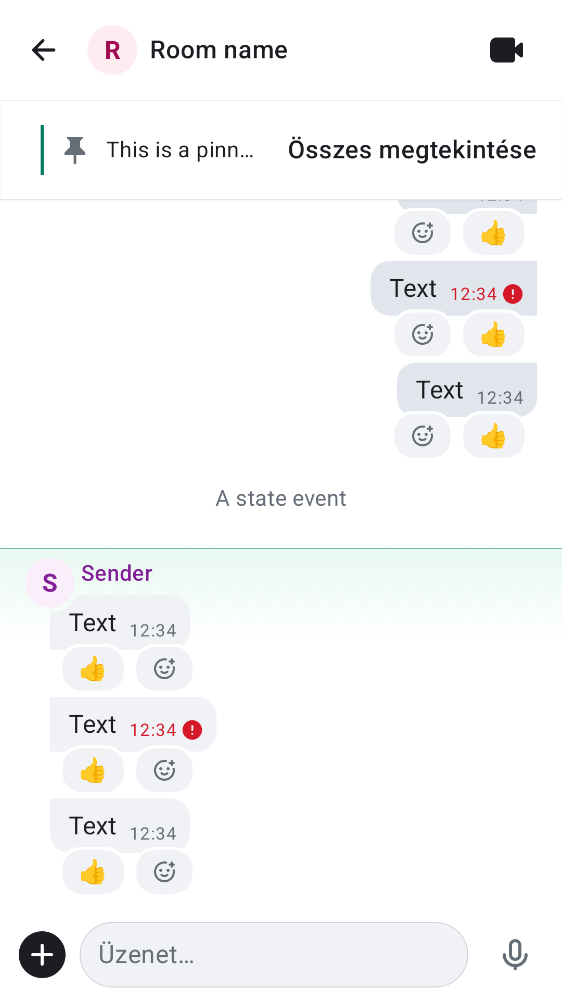 R Room name
This is a pinn… Összes megtekintése
Text 12:34
Text 12:34
A state event
S Sender
Text 12:34
Text 12:34
Text 12:34
Üzenet…